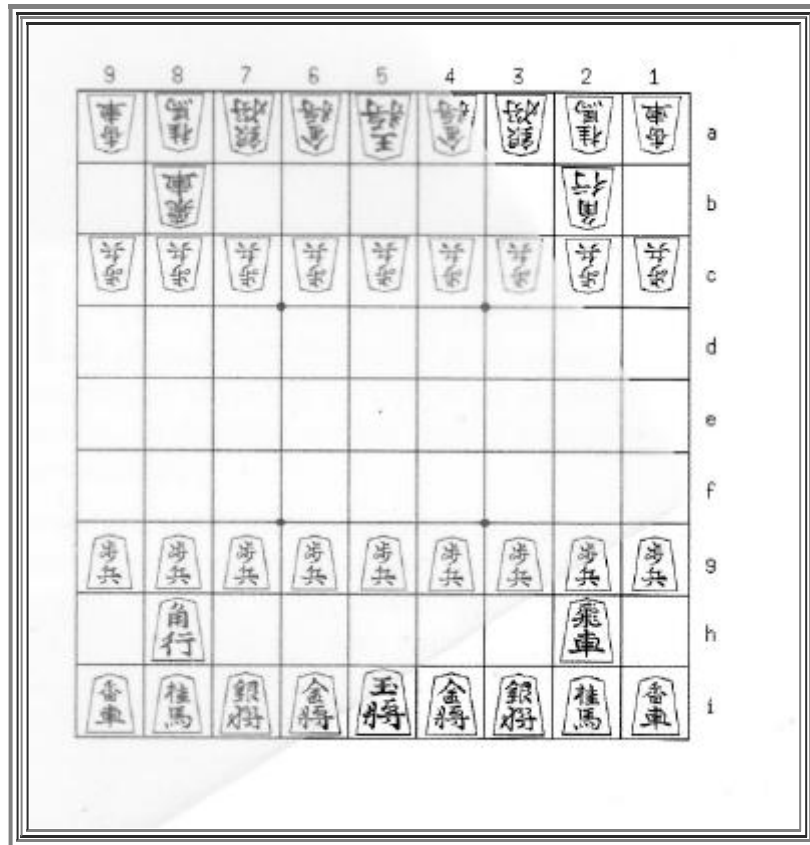 9 8 7 6 5 4 3 2 1
香車 桂馬 銀将 金将 玉将 金将 銀将 桂馬 香車 a
飛車 角行 b
歩兵 歩兵 歩兵 歩兵 歩兵 歩兵 歩兵 歩兵 歩兵 c
d
e
f
歩兵 歩兵 歩兵 歩兵 歩兵 歩兵 歩兵 歩兵 歩兵 g
角行 飛車 h
香車 桂馬 銀将 金将 玉将 金将 銀将 桂馬 香車 i